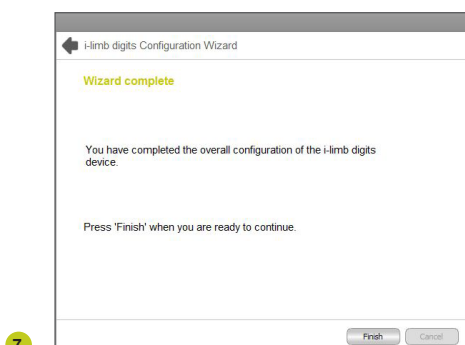 i-limb digits Configuration Wizard
Wizard complete
You have completed the overall configuration of the i-limb digits
device.
Press 'Finish' when you are ready to continue.
Finish Cancel
7